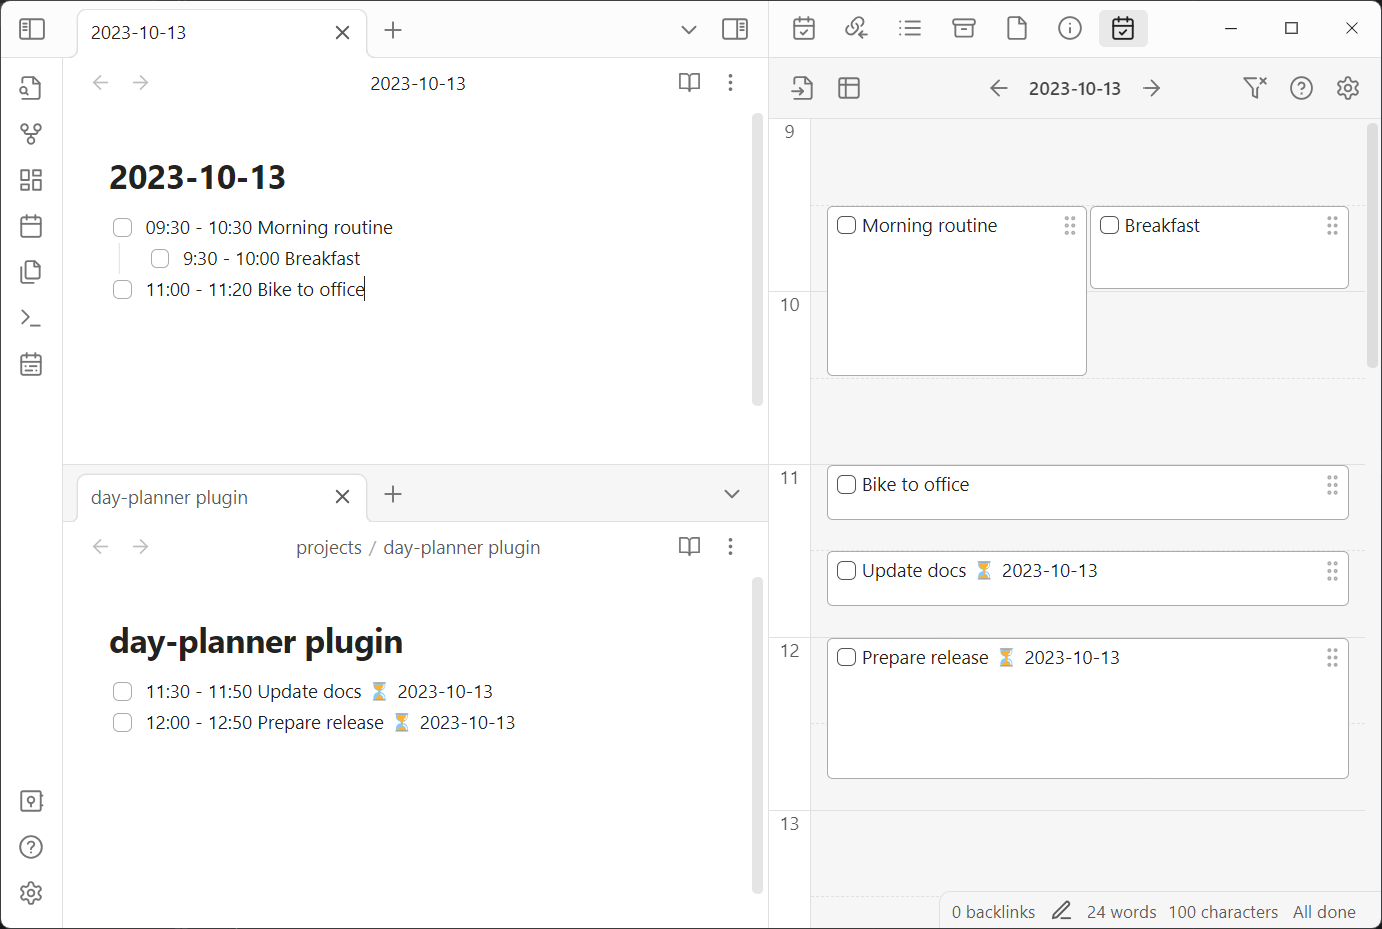 2023-10-13
2023-10-13
2023-10-13
09:30 - 10:30 Morning routine
9:30 - 10:00 Breakfast
11:00 - 11:20 Bike to office
day-planner plugin
projects / day-planner plugin
day-planner plugin
11:30 - 11:50 Update docs ⏳ 2023-10-13
12:00 - 12:50 Prepare release ⏳ 2023-10-13
2023-10-13
9
Morning routine
Breakfast
10
11
Bike to office
Update docs ⏳ 2023-10-13
12
Prepare release ⏳ 2023-10-13
13
0 backlinks 24 words 100 characters All done